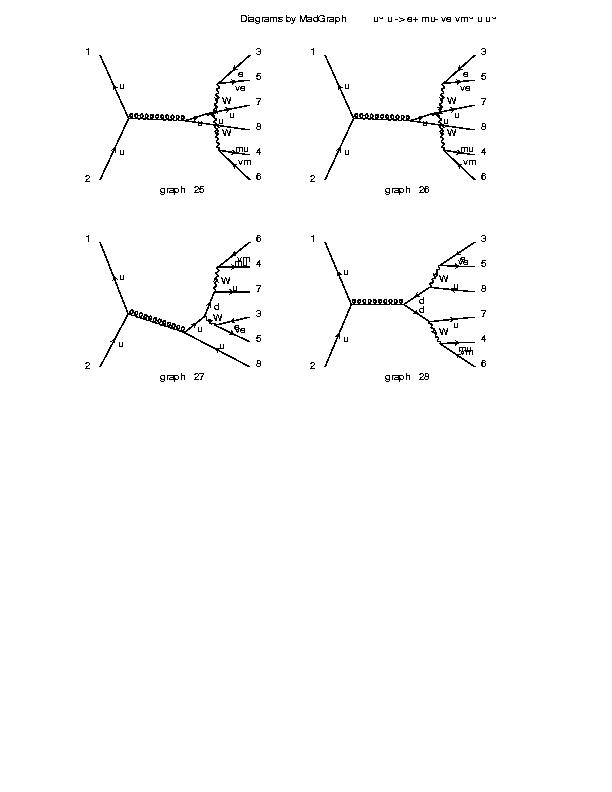 Diagrams by MadGraph u~ u -> e+ mu- ve vm~ u u~
1 3
e 5
ve
u W 7
u
u u 8
W
u mu 4
vm
2 6
graph 25
1 3
e 5
ve
u W 7
u
u u 8
W
u mu 4
vm
2 6
graph 26
1 6
vm
mu 4
u W
u 7
d
W 3
u u e
ve 5
u
2 8
graph 27
1 3
e
ve 5
u W
u 8
d
d
u 7
u W
4
mu
vm
2 6
graph 28